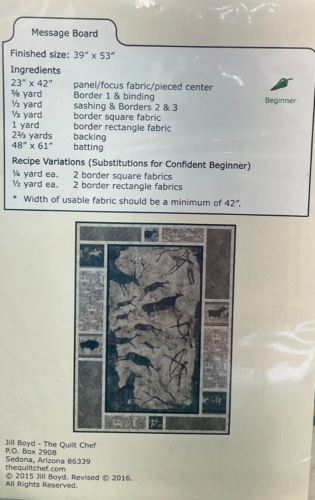 Message Board
Finished size: 39" x 53"
Ingredients
23" x 42" panel/focus fabric/pieced center
⅝ yard Border 1 & binding
½ yard sashing & Borders 2 & 3
⅓ yard border square fabric
1 yard border rectangle fabric
2⅔ yards backing
48" x 61" batting
Beginner
Recipe Variations (Substitutions for Confident Beginner)
¼ yard ea. 2 border square fabrics
½ yard ea. 2 border rectangle fabrics
* Width of usable fabric should be a minimum of 42".
Jill Boyd - The Quilt Chef
P.O. Box 2908
Sedona, Arizona 86339
thequiltchef.com
© 2015 Jill Boyd. Revised © 2016.
All Rights Reserved.